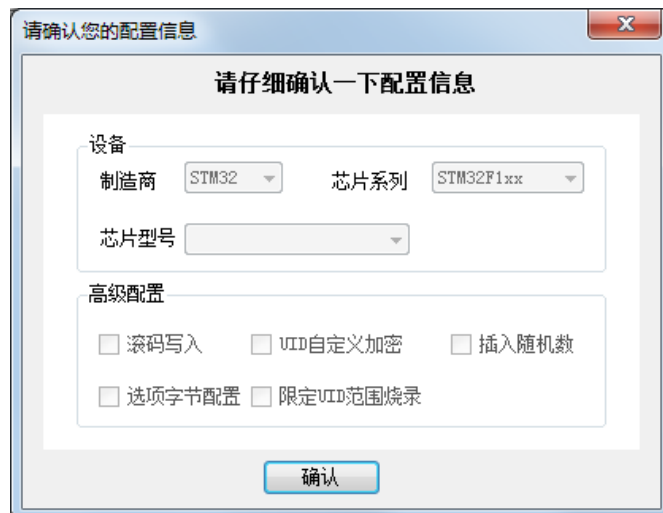 请确认您的配置信息
请仔细确认一下配置信息
设备
制造商 STM32 芯片系列 STM32F1xx
芯片型号
高级配置
滚码写入 UID自定义加密 插入随机数
选项字节配置 限定UID范围烧录
确认